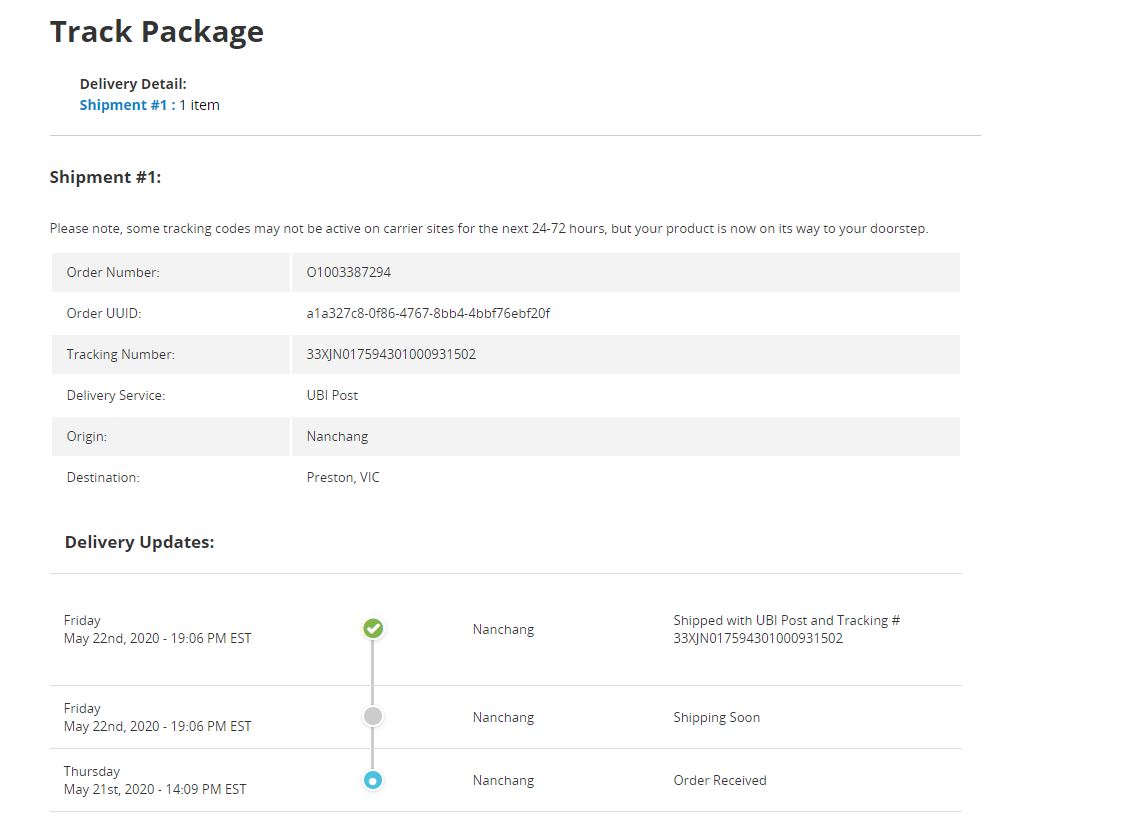 Track Package
Delivery Detail:
Shipment #1 : 1 item
Shipment #1:
Please note, some tracking codes may not be active on carrier sites for the next 24-72 hours, but your product is now on its way to your doorstep.
Order Number: O1003387294
Order UUID: a1a327c8-0f86-4767-8bb4-4bbf76ebf20f
Tracking Number: 33XJN017594301000931502
Delivery Service: UBI Post
Origin: Nanchang
Destination: Preston, VIC
Delivery Updates:
Friday
May 22nd, 2020 - 19:06 PM EST
Nanchang
Shipped with UBI Post and Tracking #
33XJN017594301000931502
Friday
May 22nd, 2020 - 19:06 PM EST
Nanchang
Shipping Soon
Thursday
May 21st, 2020 - 14:09 PM EST
Nanchang
Order Received